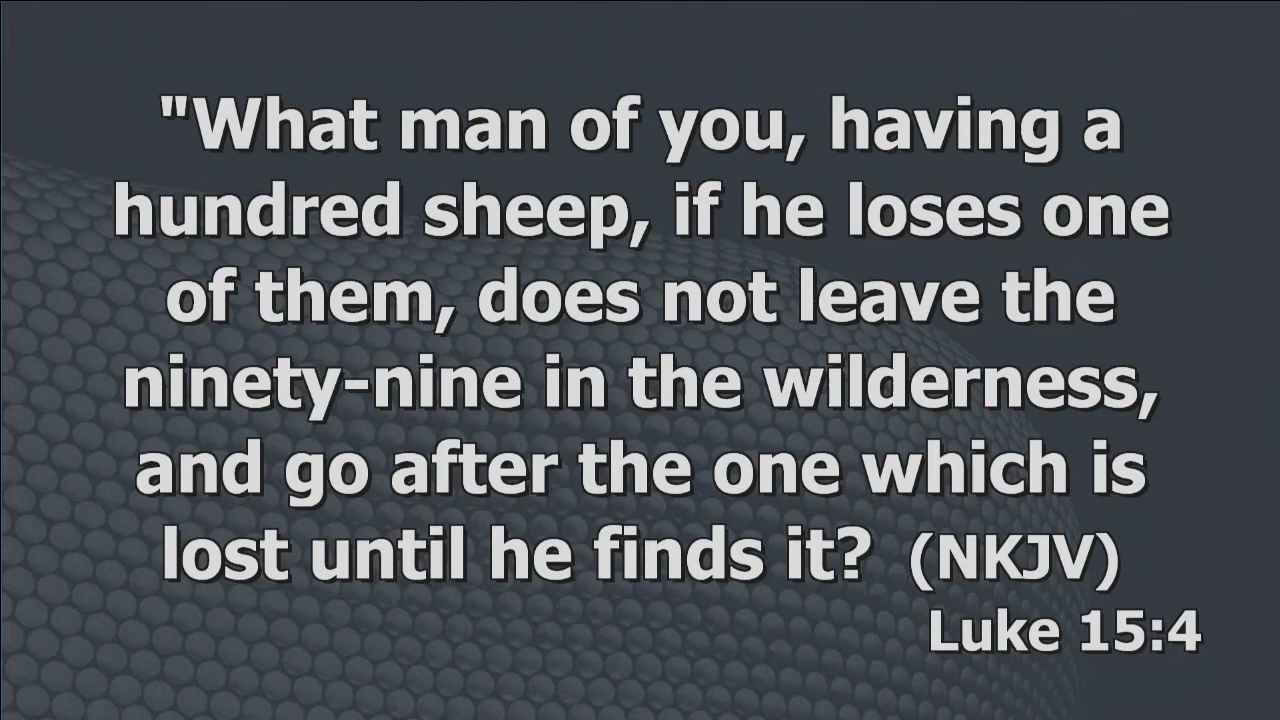 "What man of you, having a
hundred sheep, if he loses one
of them, does not leave the
ninety-nine in the wilderness,
and go after the one which is
lost until he finds it? (NKJV)
Luke 15:4